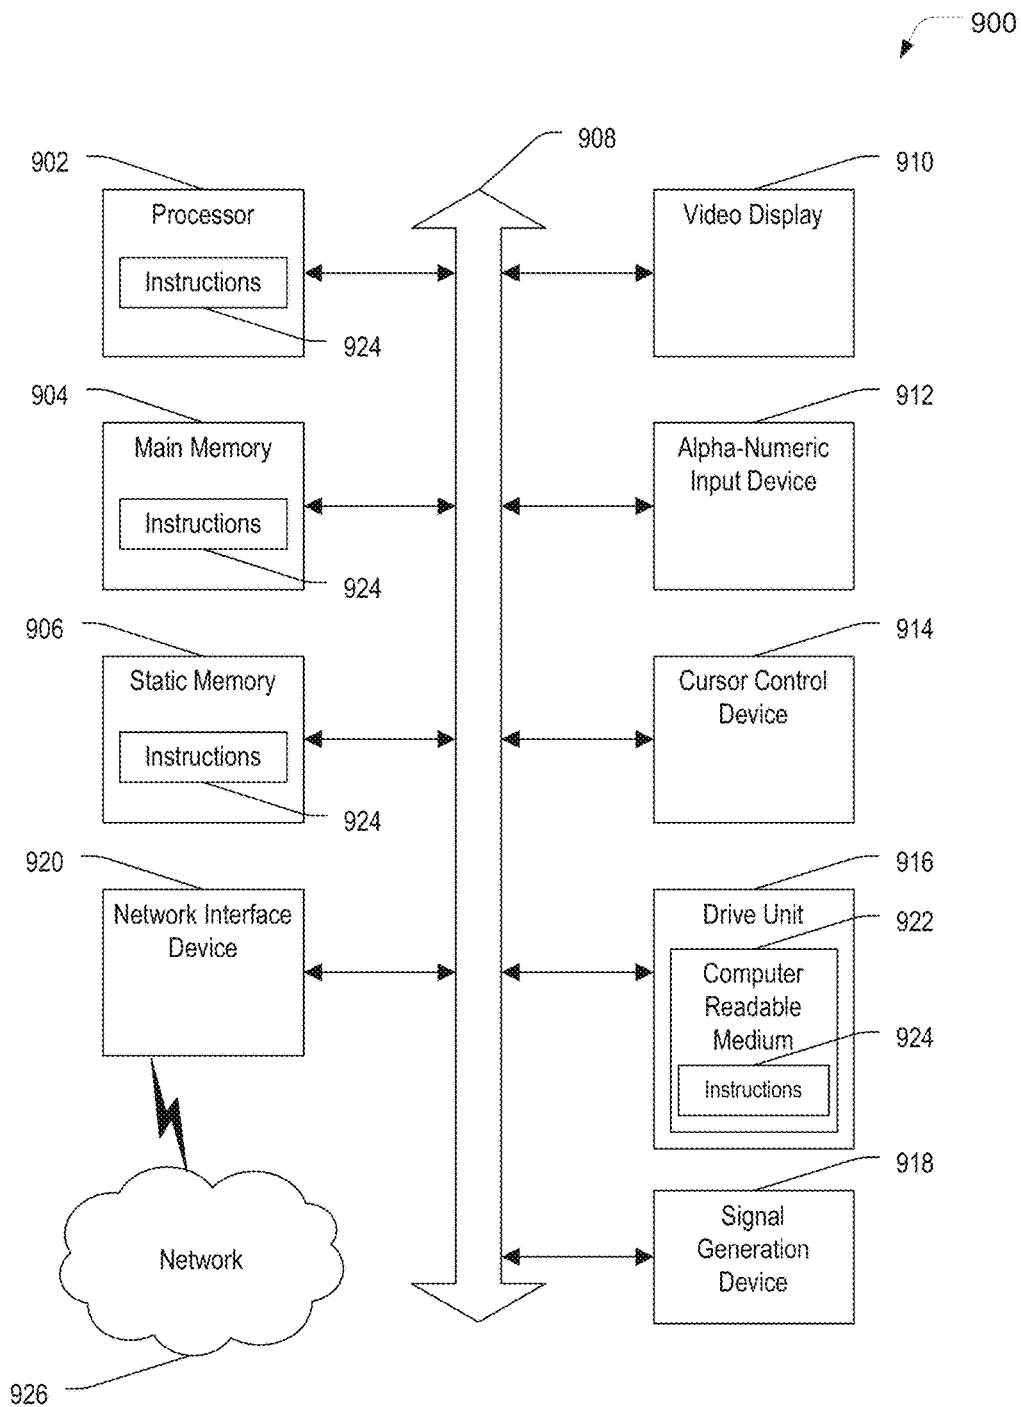 900
908
902
Processor
Instructions
924
910
Video Display
904
Main Memory
Instructions
924
912
Alpha-Numeric
Input Device
906
Static Memory
Instructions
924
914
Cursor Control
Device
920
Network Interface
Device
916
Drive Unit
922
Computer
Readable
Medium
924
Instructions
918
Signal
Generation
Device
Network
926